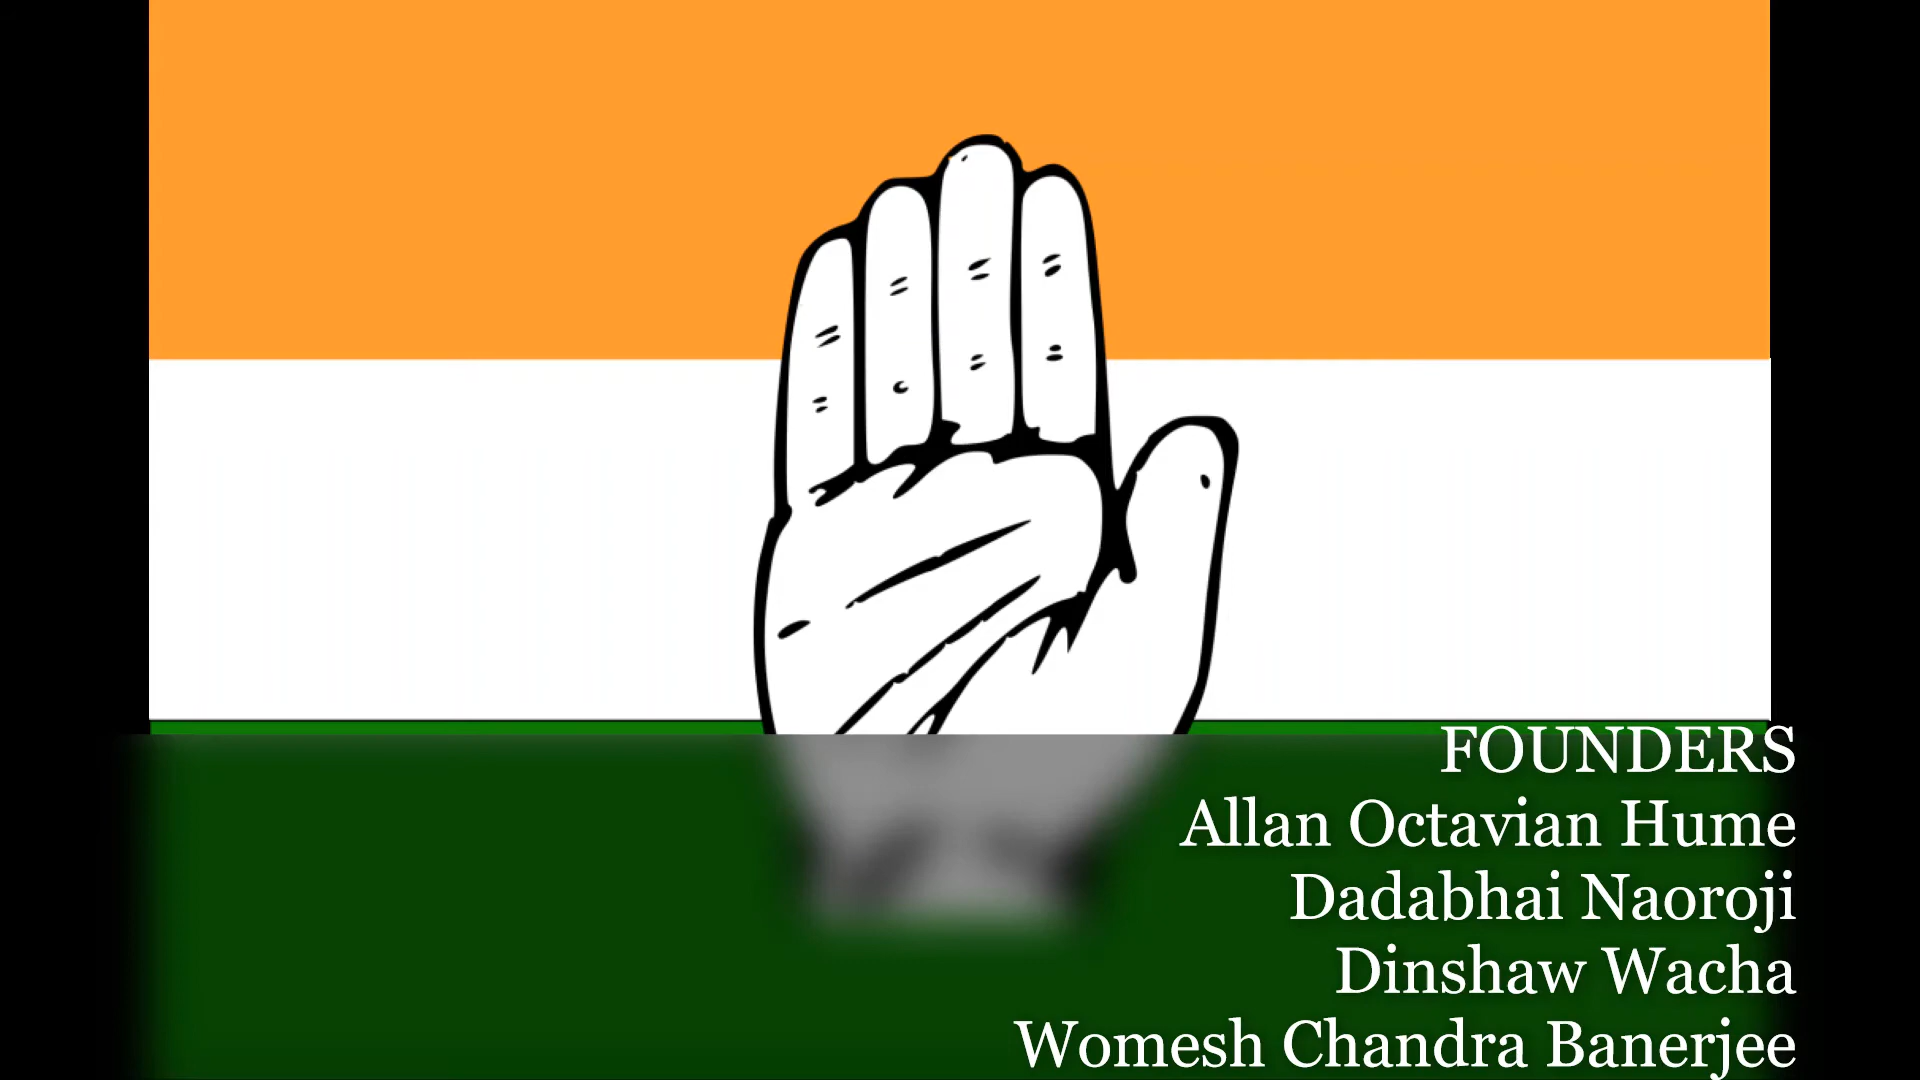 FOUNDERS
Allan Octavian Hume
Dadabhai Naoroji
Dinshaw Wacha
Womesh Chandra Banerjee